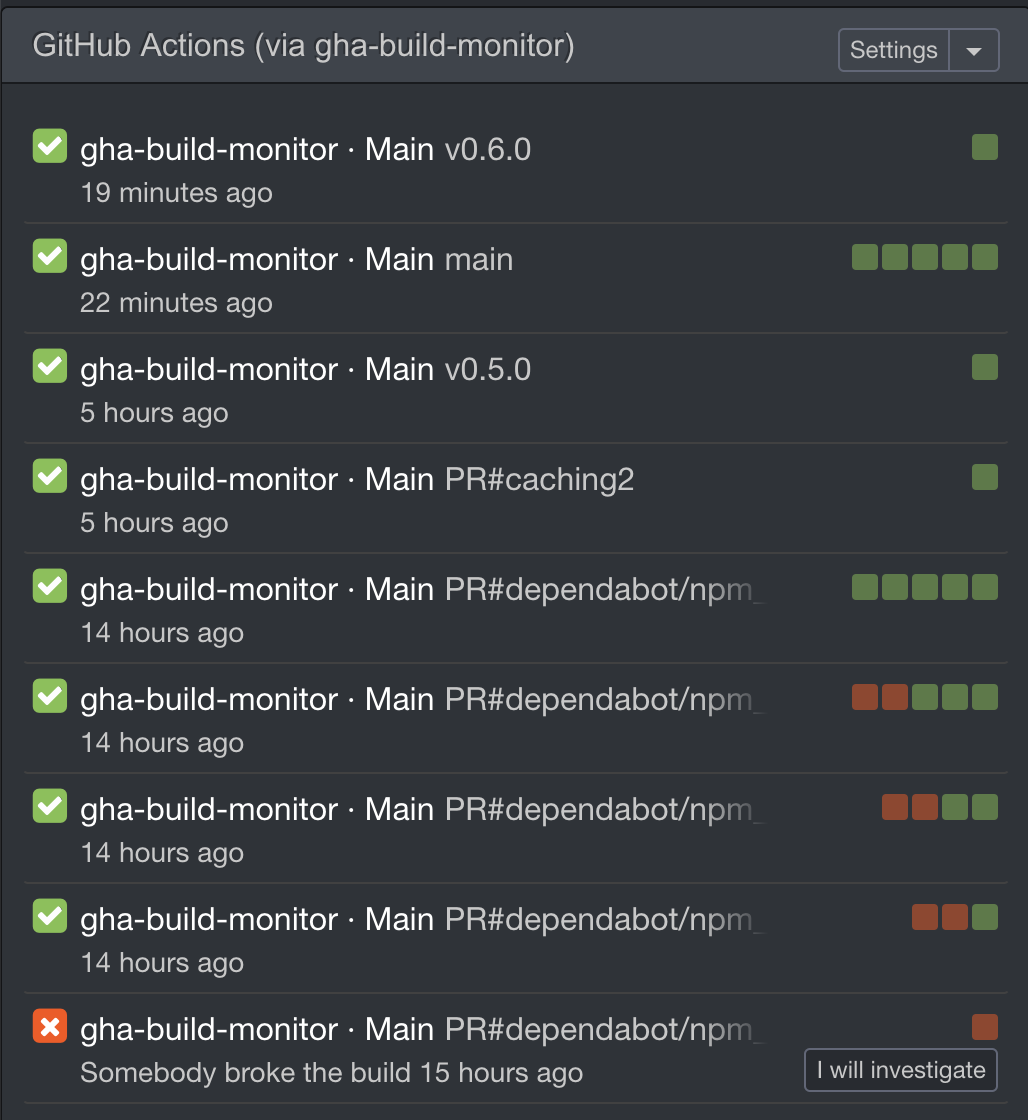 GitHub Actions (via gha-build-monitor)
Settings
gha-build-monitor · Main v0.6.0
19 minutes ago
gha-build-monitor · Main main
22 minutes ago
gha-build-monitor · Main v0.5.0
5 hours ago
gha-build-monitor · Main PR#caching2
5 hours ago
gha-build-monitor · Main PR#dependabot/npm_
14 hours ago
gha-build-monitor · Main PR#dependabot/npm_
14 hours ago
gha-build-monitor · Main PR#dependabot/npm_
14 hours ago
gha-build-monitor · Main PR#dependabot/npm_
14 hours ago
gha-build-monitor · Main PR#dependabot/npm_
Somebody broke the build 15 hours ago
I will investigate